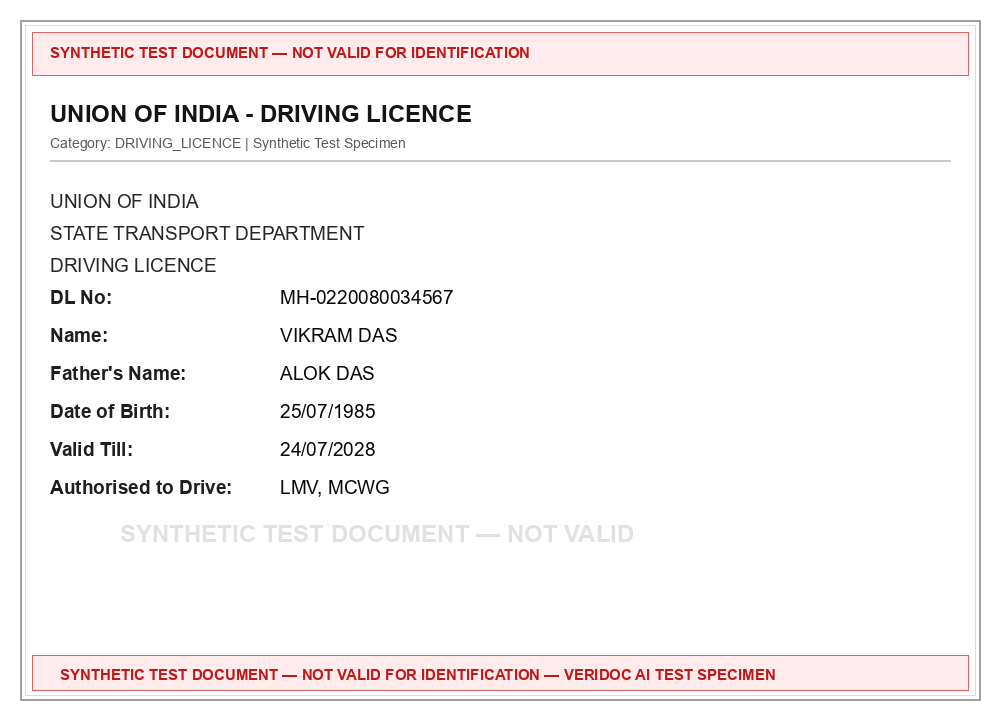 SYNTHETIC TEST DOCUMENT — NOT VALID FOR IDENTIFICATION
UNION OF INDIA - DRIVING LICENCE
Category: DRIVING_LICENCE | Synthetic Test Specimen
UNION OF INDIA
STATE TRANSPORT DEPARTMENT
DRIVING LICENCE
DL No: MH-0220080034567
Name: VIKRAM DAS
Father's Name: ALOK DAS
Date of Birth: 25/07/1985
Valid Till: 24/07/2028
Authorised to Drive: LMV, MCWG
SYNTHETIC TEST DOCUMENT — NOT VALID
SYNTHETIC TEST DOCUMENT — NOT VALID FOR IDENTIFICATION — VERIDOC AI TEST SPECIMEN